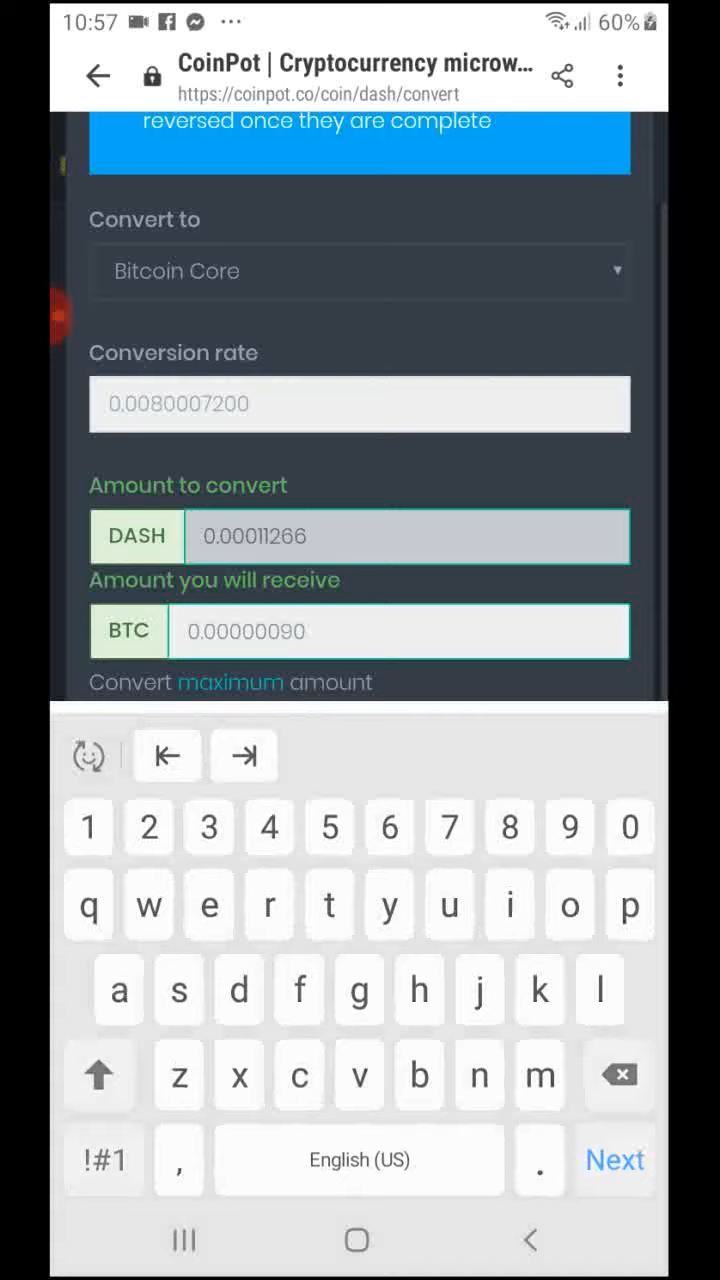 10:57 ... 60%
CoinPot | Cryptocurrency microw...
https://coinpot.co/coin/dash/convert
reversed once they are complete
Convert to
Bitcoin Core
Conversion rate
0.0080007200
Amount to convert
DASH 0.00011266
Amount you will receive
BTC 0.00000090
Convert maximum amount
1 2 3 4 5 6 7 8 9 0
q w e r t y u i o p
a s d f g h j k l
z x c v b n m
!#1 , English (US) . Next